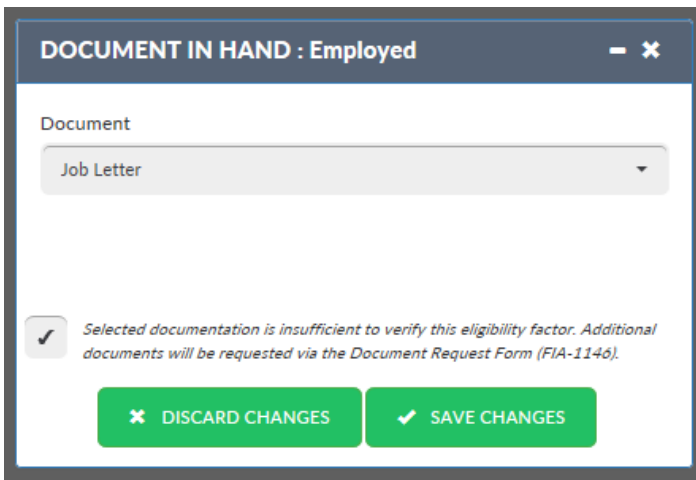 DOCUMENT IN HAND : Employed
Document
Job Letter
Selected documentation is insufficient to verify this eligibility factor. Additional
documents will be requested via the Document Request Form (FIA-1146).
DISCARD CHANGES
SAVE CHANGES